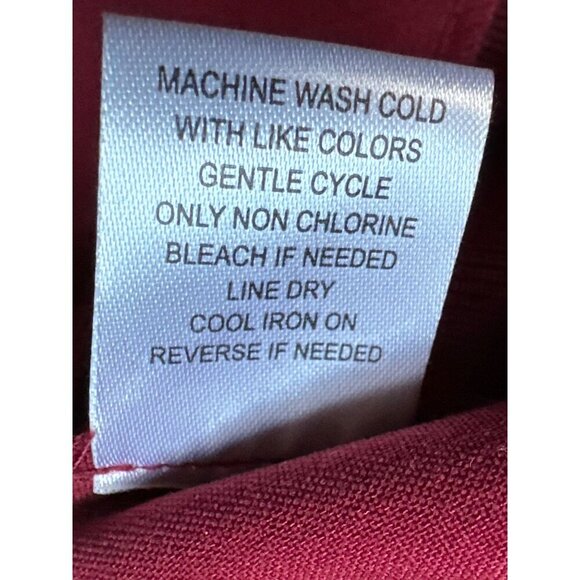 MACHINE WASH COLD
WITH LIKE COLORS
GENTLE CYCLE
ONLY NON CHLORINE
BLEACH IF NEEDED
LINE DRY
COOL IRON ON
REVERSE IF NEEDED